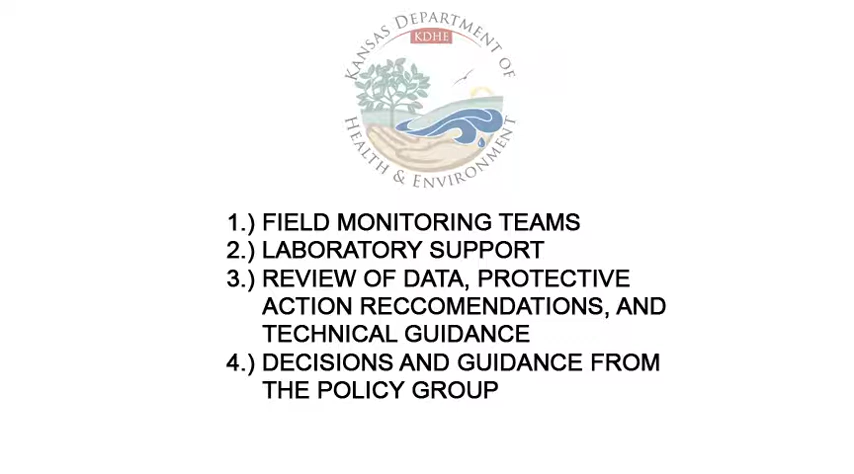 KANSAS DEPARTMENT OF
KDHE
HEALTH & ENVIRONMENT
1.) FIELD MONITORING TEAMS
2.) LABORATORY SUPPORT
3.) REVIEW OF DATA, PROTECTIVE
ACTION RECCOMENDATIONS, AND
TECHNICAL GUIDANCE
4.) DECISIONS AND GUIDANCE FROM
THE POLICY GROUP